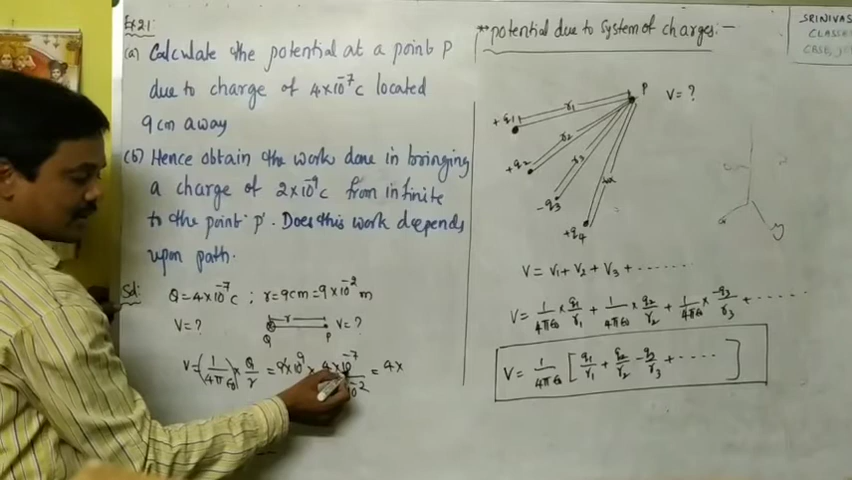 Ex 2.1
(a) Calculate the potential at a point P
due to charge of 4×10⁻⁷c located
9cm away
(b) Hence obtain the work done in bringing
a charge of 2×10⁻⁹c from infinite
to the point 'P'. Does this work depends
upon path.
Sol: Q=4×10⁻⁷c ; r=9cm=9×10⁻²m
V=? r V=?
Q P
V=(1/4πε₀)×Q/r = 9×10⁹ × 4×10⁻⁷/10⁻² = 4×
**potential due to system of charges:-
+q₁ r₁ P V=?
+q₂ r₂
-q₃ r₃
+q₄ r₄
V = V₁ + V₂ + V₃ + ........
V = 1/4πε₀ × q₁/r₁ + 1/4πε₀ × q₂/r₂ + 1/4πε₀ × -q₃/r₃ + ........
V = 1/4πε₀ [q₁/r₁ + q₂/r₂ - q₃/r₃ + ....]
SRINIVAS
CLASSE
CBSE, J